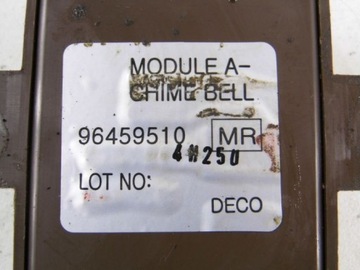 MODULE A-
CHIME BELL
96459510 MR
4H250
LOT NO:
DECO